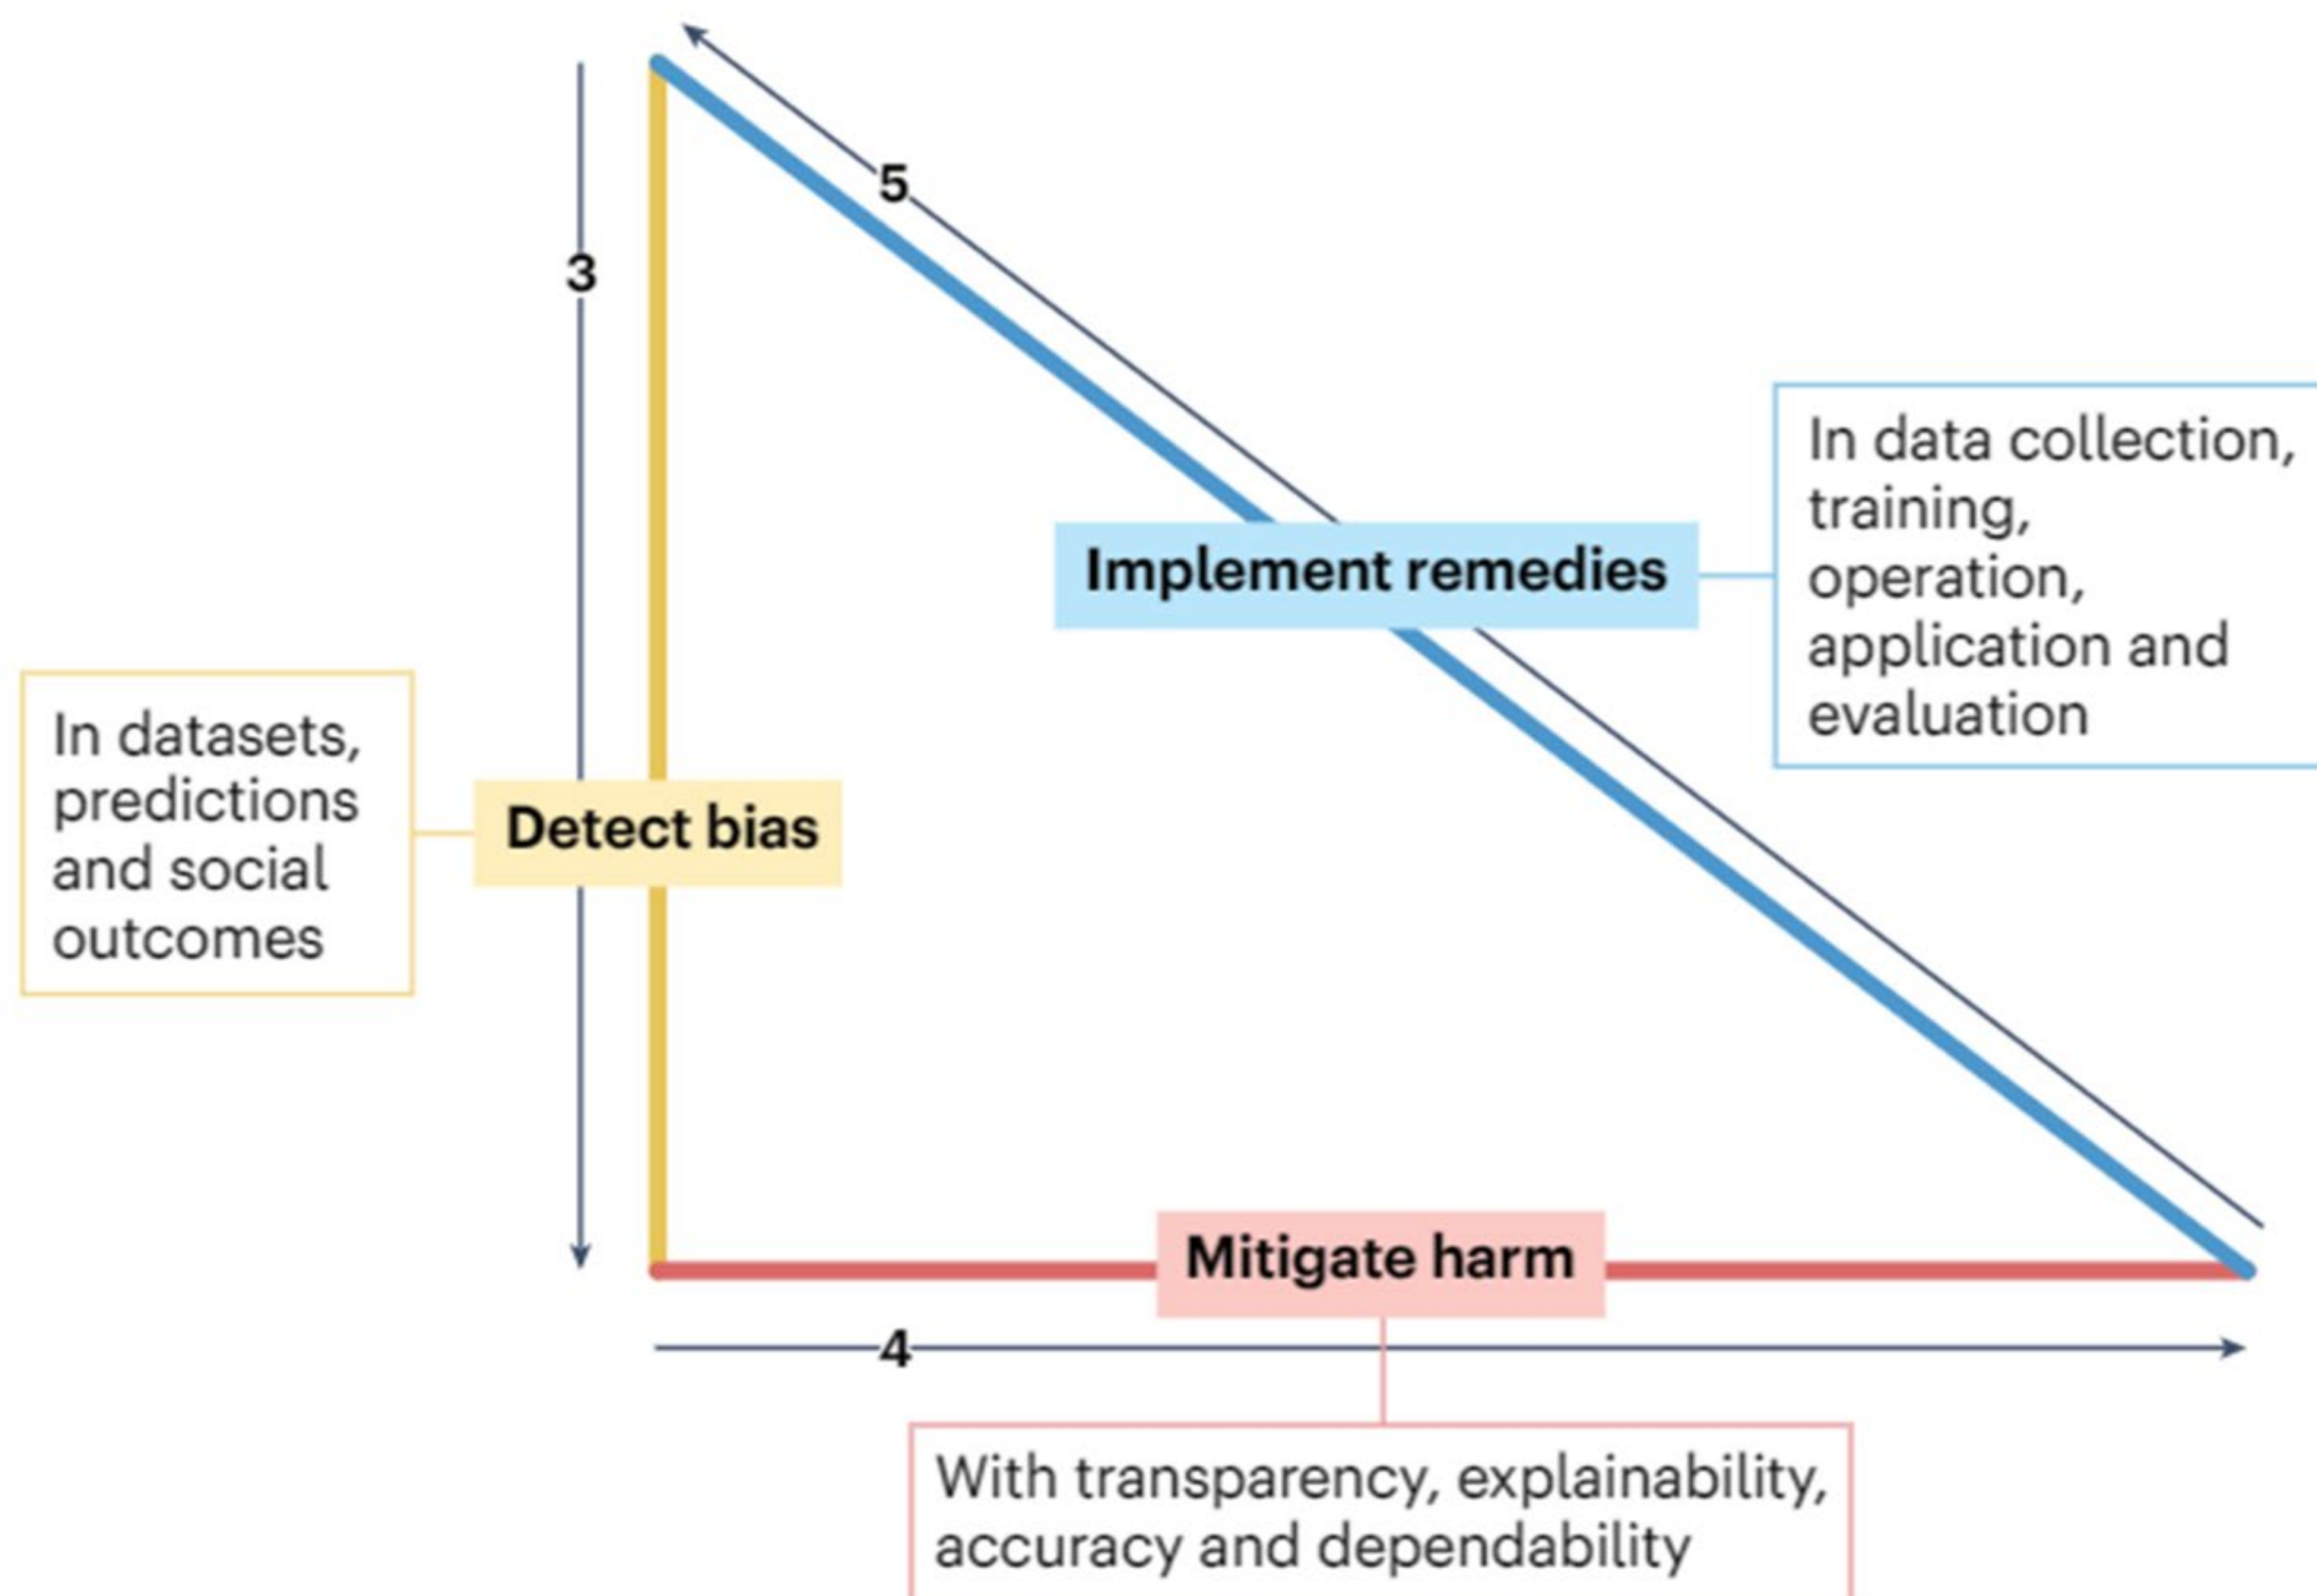 5
3
In data collection,
training,
operation,
application and
evaluation
Implement remedies
In datasets,
predictions
and social
outcomes
Detect bias
Mitigate harm
4
With transparency, explainability,
accuracy and dependability